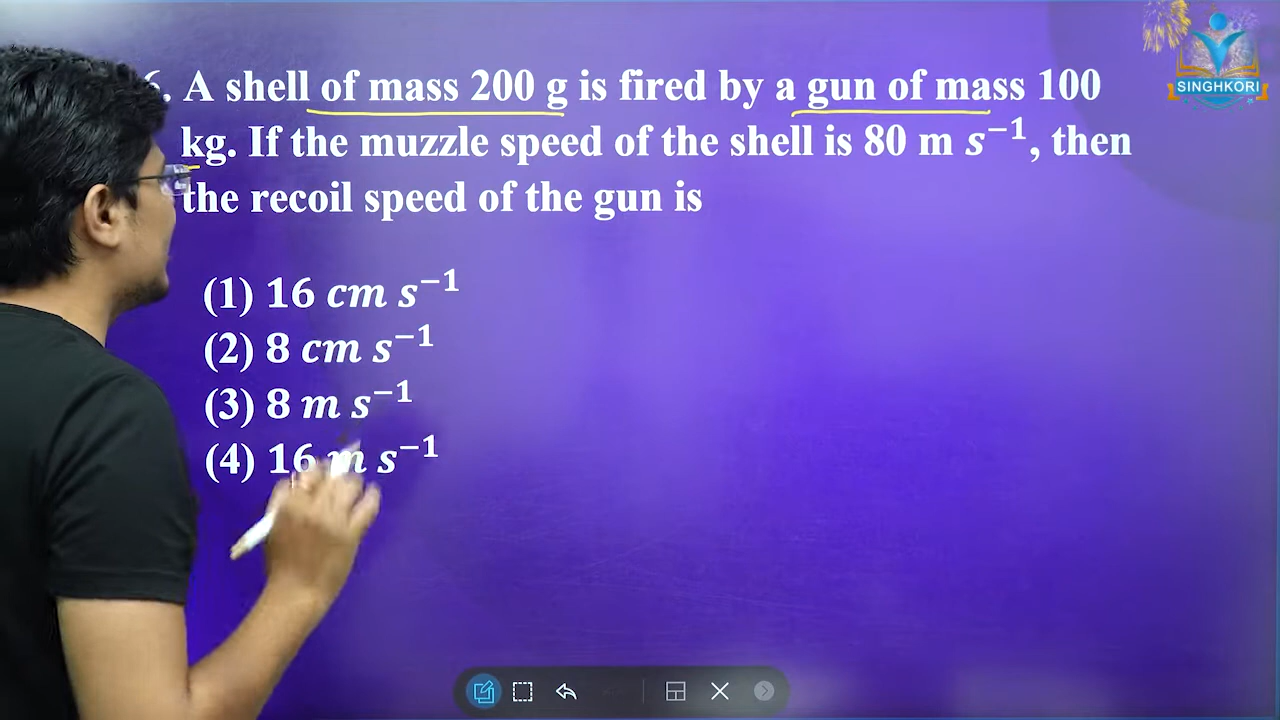 6. A shell of mass 200 g is fired by a gun of mass 100
kg. If the muzzle speed of the shell is 80 m s⁻¹, then
the recoil speed of the gun is
(1) 16 cm s⁻¹
(2) 8 cm s⁻¹
(3) 8 m s⁻¹
(4) 16 m s⁻¹
SINGHKORI